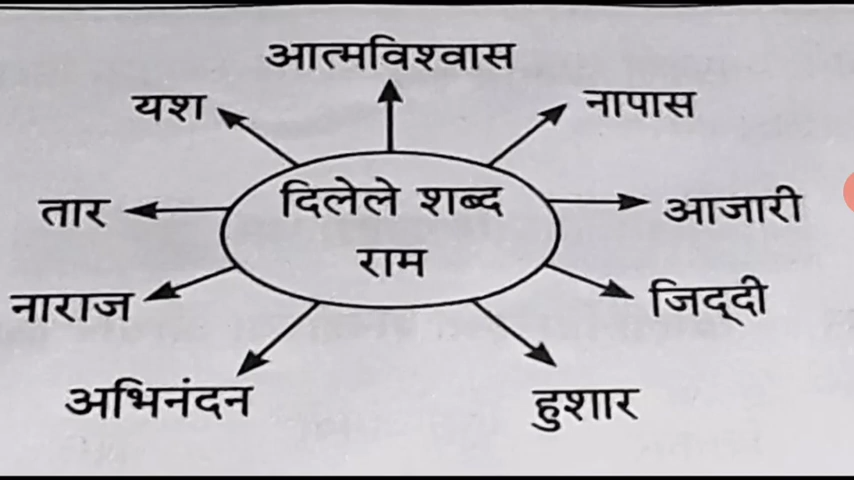 आत्मविश्वास
यश
नापास
दिलेले शब्द
राम
तार
आजारी
नाराज
जिद्दी
अभिनंदन
हुशार